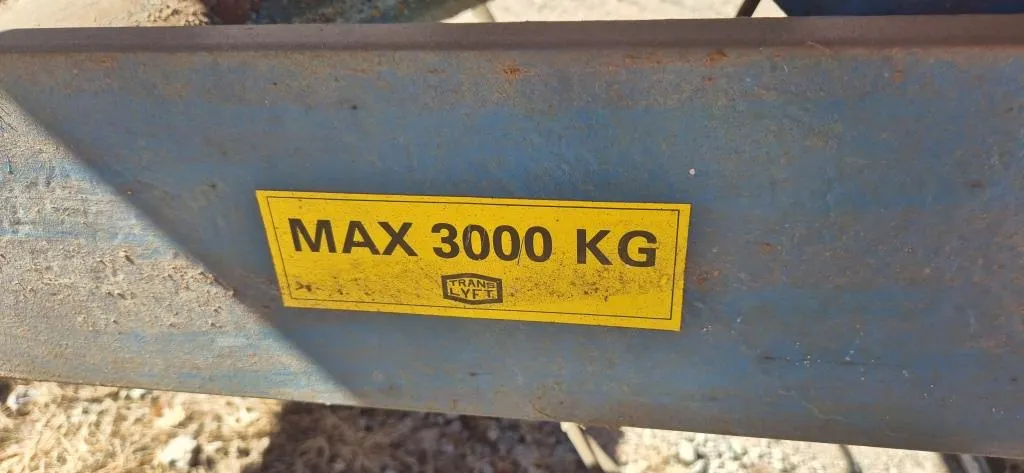 MAX 3000 KG
TRANS
LYFT